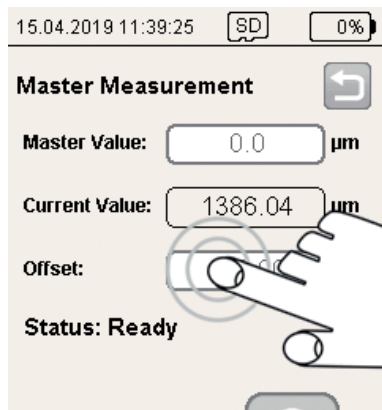 15.04.2019 11:39:25 SD 0%
Master Measurement
Master Value: 0.0 µm
Current Value: 1386.04 µm
Offset:
Status: Ready